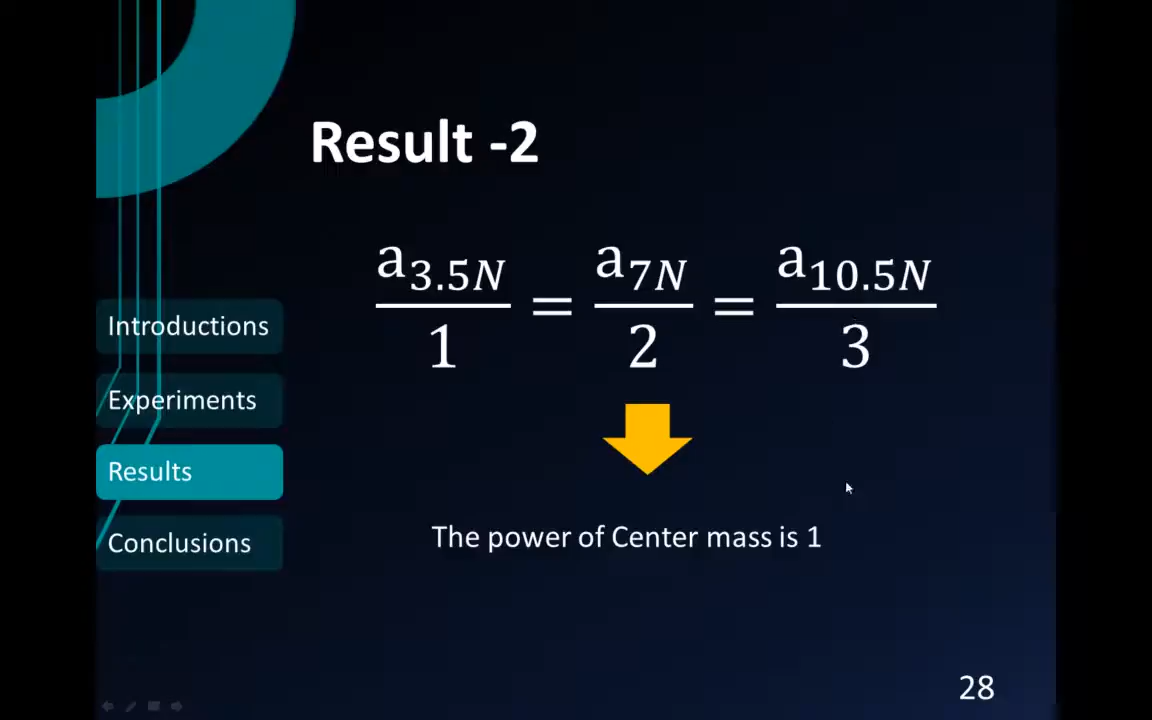 Result -2
a3.5N/1 = a7N/2 = a10.5N/3
Introductions
Experiments
Results
Conclusions
The power of Center mass is 1
28